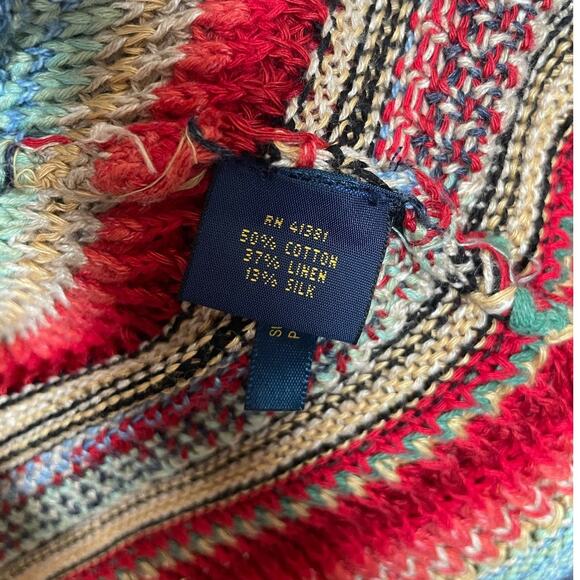 RN 41381
50% COTTON
37% LINEN
13% SILK